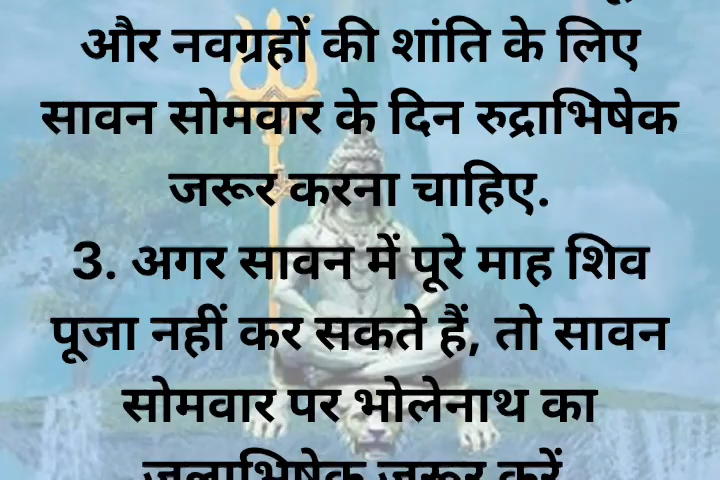 और नवग्रहों की शांति के लिए
सावन सोमवार के दिन रुद्राभिषेक
जरूर करना चाहिए.
3. अगर सावन में पूरे माह शिव
पूजा नहीं कर सकते हैं, तो सावन
सोमवार पर भोलेनाथ का
जलाभिषेक जरूर करें